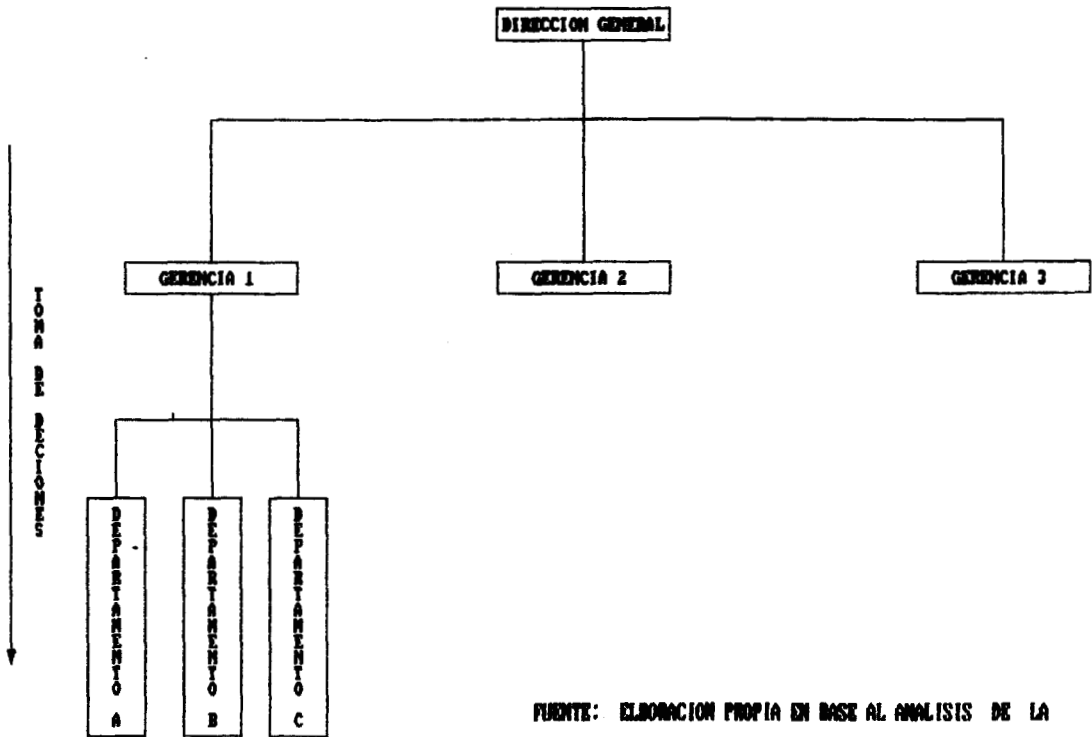 DIRECCION GENERAL
GERENCIA 1
GERENCIA 2
GERENCIA 3
TOMA DE DECIONES
DEPARTAMENTO A
DEPARTAMENTO B
DEPARTAMENTO C
FUENTE: ELBORACION PROPIA EN BASE AL ANALISIS DE LA